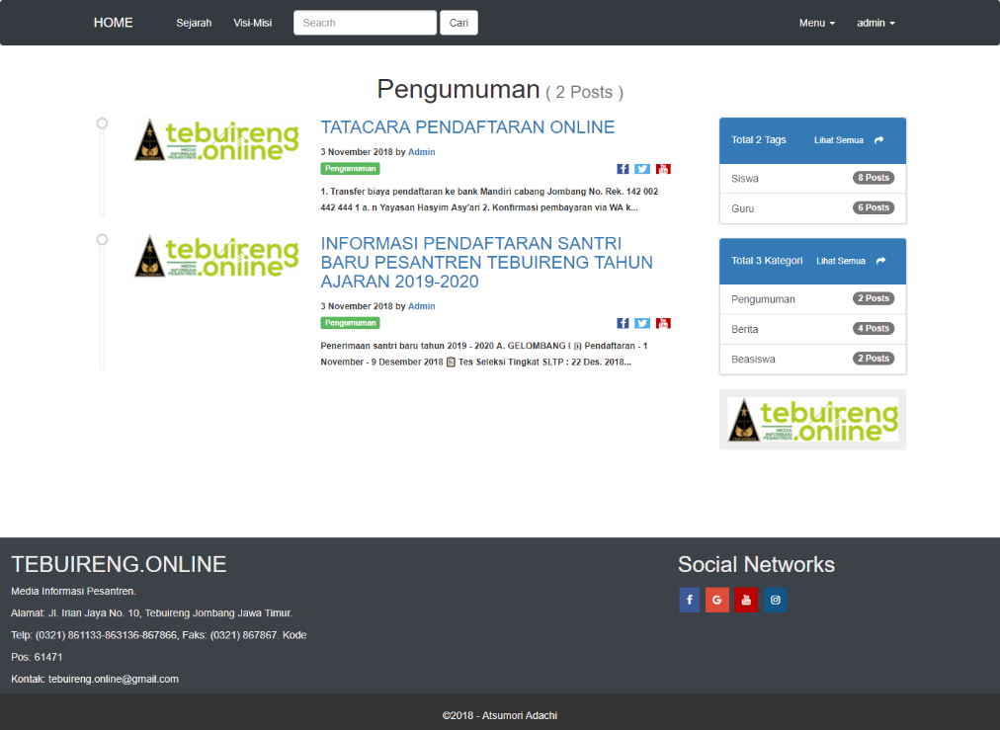 HOME Sejarah Visi-Misi Seacrh Cari Menu admin
Pengumuman ( 2 Posts )
tebuireng
MEDIA
INFORMASI
PESANTREN
.online
TATACARA PENDAFTARAN ONLINE
3 November 2018 by Admin
Pengumuman
1. Transfer biaya pendaftaran ke bank Mandiri cabang Jombang No. Rek. 142 002
442 444 1 a. n Yayasan Hasyim Asy'ari 2. Konfirmasi pembayaran via WA k...
tebuireng
MEDIA
INFORMASI
PESANTREN
.online
INFORMASI PENDAFTARAN SANTRI
BARU PESANTREN TEBUIRENG TAHUN
AJARAN 2019-2020
3 November 2018 by Admin
Pengumuman
Penerimaan santri baru tahun 2019 - 2020 A. GELOMBANG I Pendaftaran - 1
November - 9 Desember 2018 Tes Seleksi Tingkat SLTP : 22 Des. 2018...
Total 2 Tags Lihat Semua
Siswa 8 Posts
Guru 6 Posts
Total 3 Kategori Lihat Semua
Pengumuman 2 Posts
Berita 4 Posts
Beasiswa 2 Posts
tebuireng
MEDIA
INFORMASI
PESANTREN
.online
TEBUIRENG.ONLINE
Media Informasi Pesantren.
Alamat: Jl. Irian Jaya No. 10, Tebuireng Jombang Jawa Timur.
Telp: (0321) 861133-863136-867866, Faks: (0321) 867867. Kode
Pos: 61471
Kontak: tebuireng.online@gmail.com
Social Networks
©2018 - Atsumori Adachi